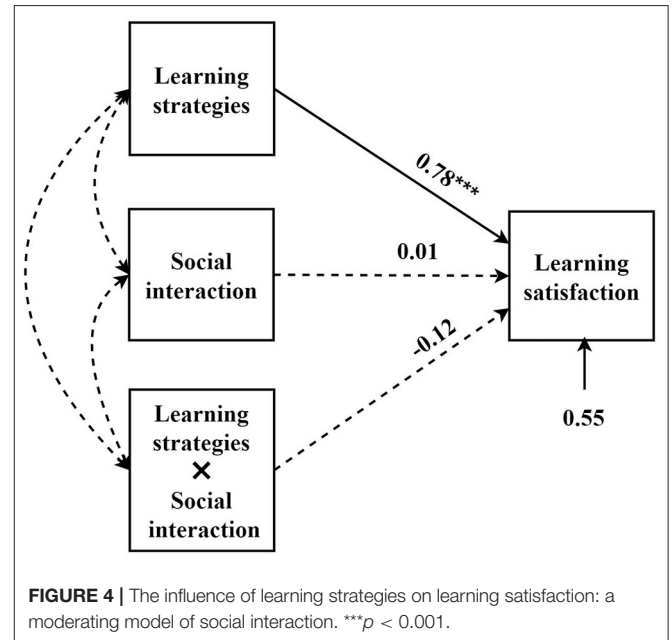 Learning
strategies
0.78***
Social
interaction
0.01
Learning
satisfaction
-0.12
Learning
strategies
×
Social
interaction
0.55
FIGURE 4 | The influence of learning strategies on learning satisfaction: a
moderating model of social interaction. ***p < 0.001.